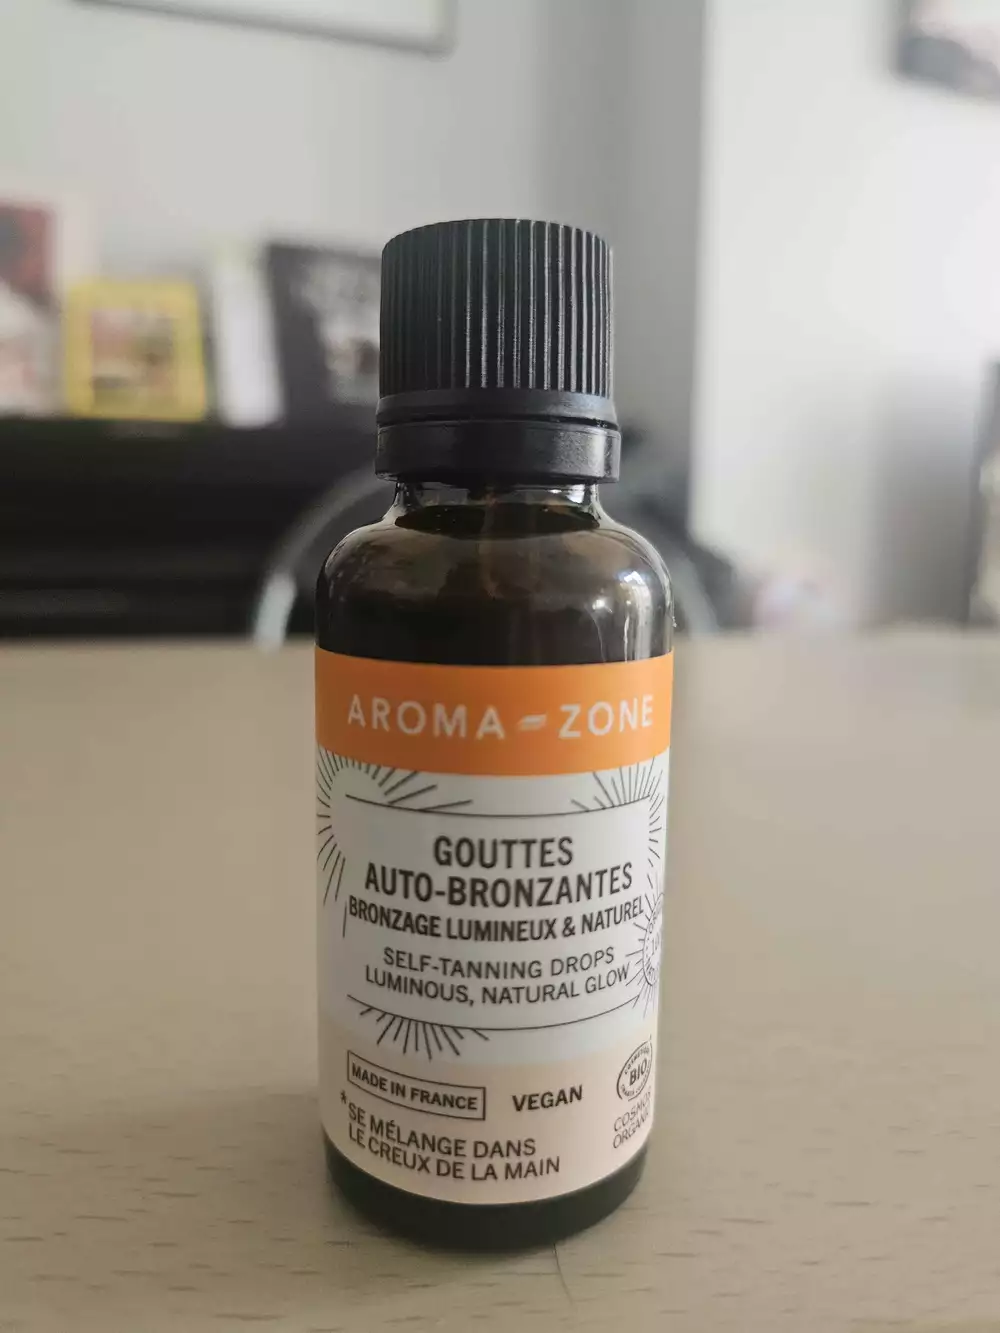 AROMA-ZONE
GOUTTES
AUTO-BRONZANTES
BRONZAGE LUMINEUX & NATUREL
SELF-TANNING DROPS
LUMINOUS, NATURAL GLOW
MADE IN FRANCE
VEGAN
BIO
COSMOS
ORGANIC
*SE MÉLANGE DANS
LE CREUX DE LA MAIN